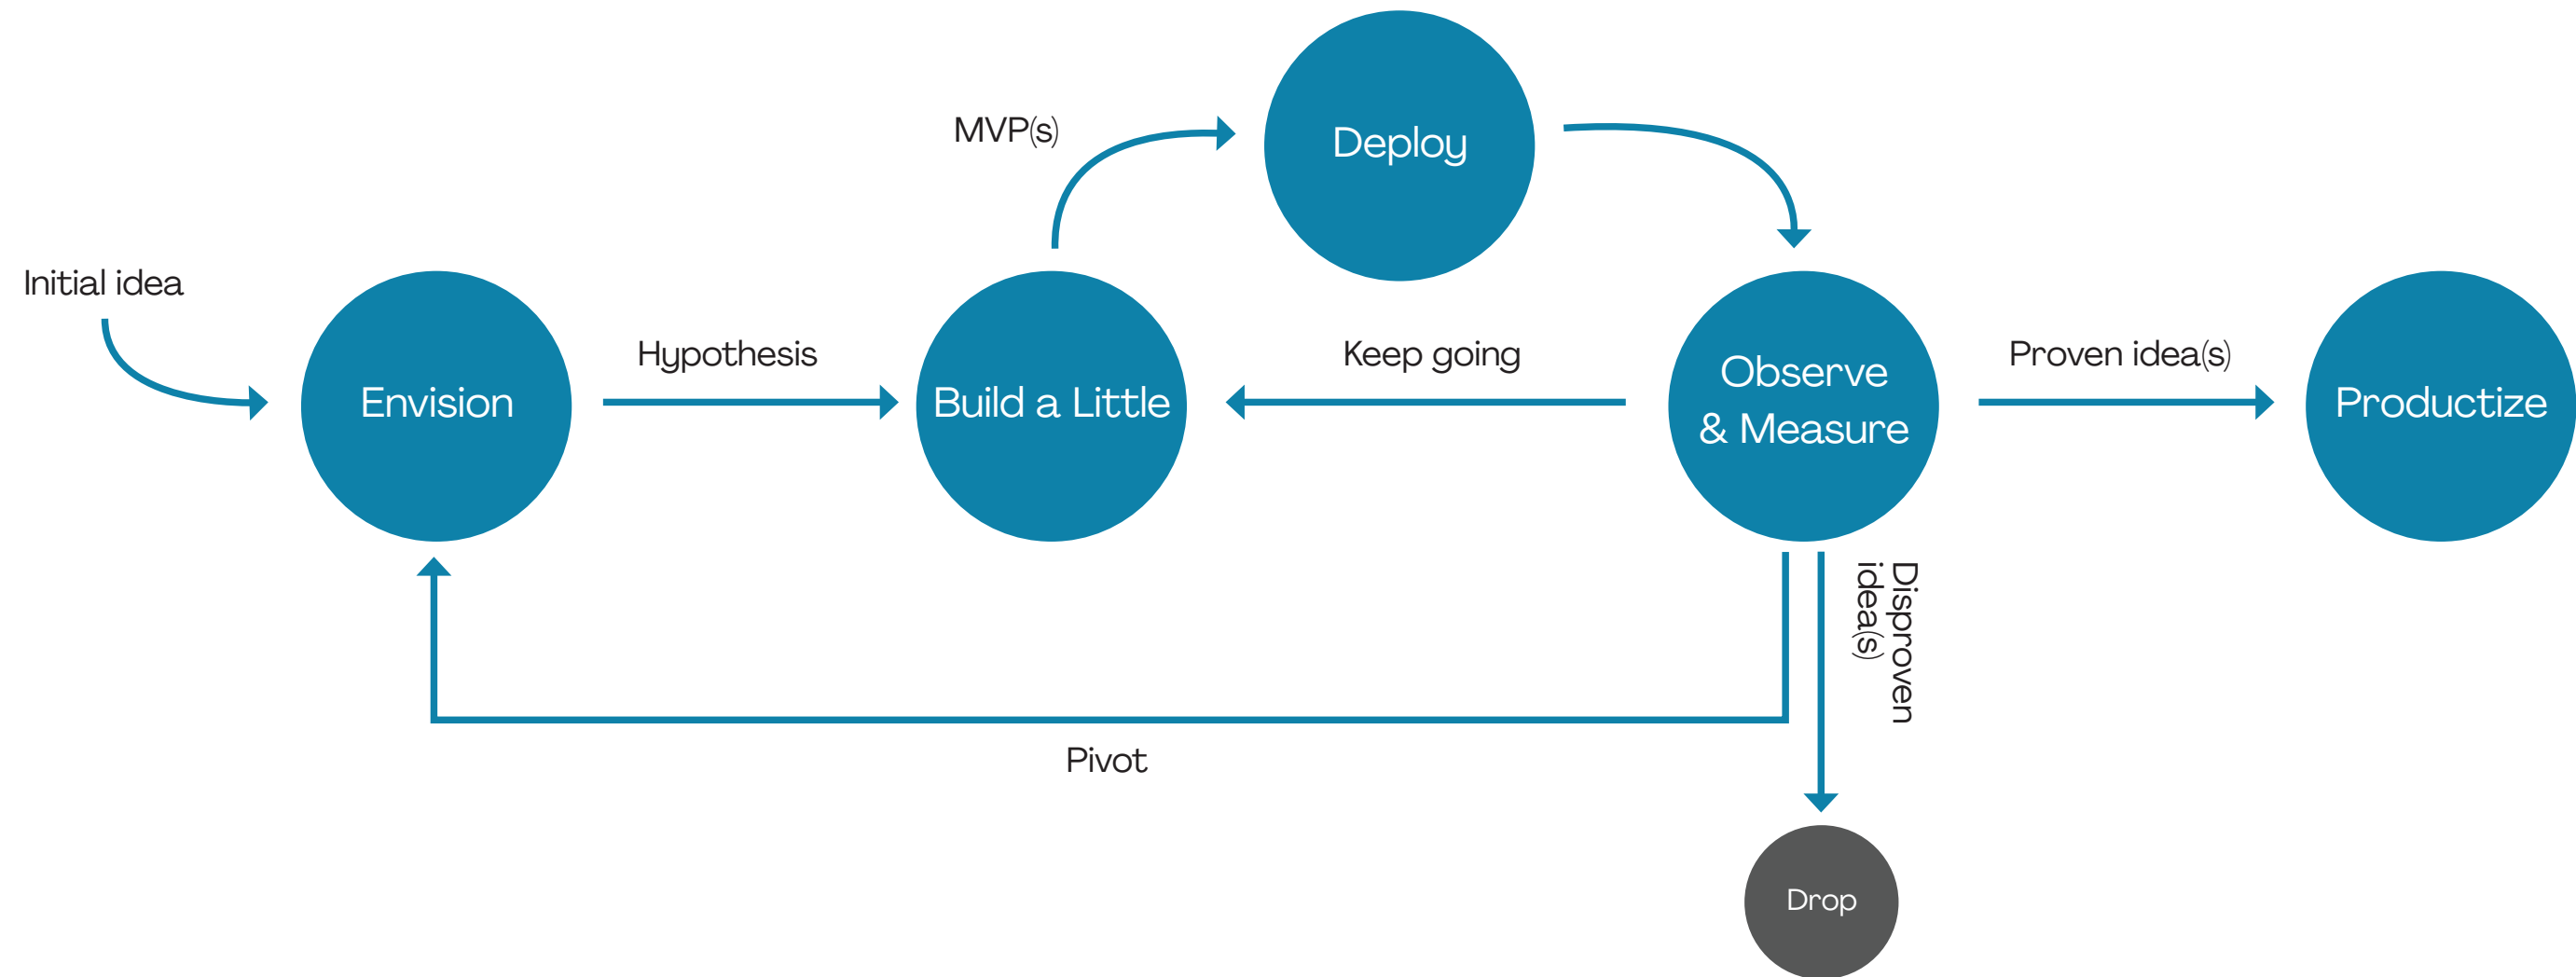 Initial idea
Envision
Hypothesis
Build a Little
MVP(s)
Deploy
Keep going
Observe
& Measure
Proven idea(s)
Productize
Disproven
idea(s)
Pivot
Drop